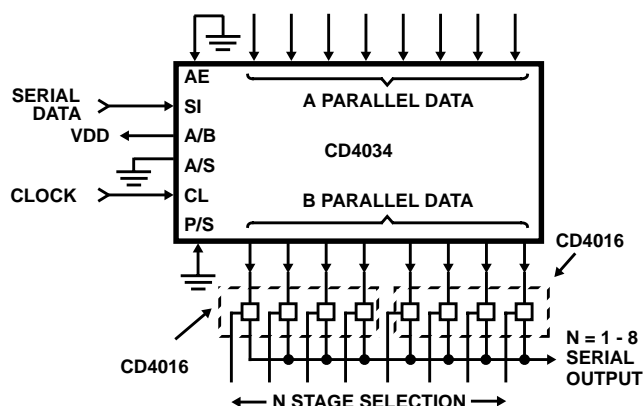 AE
SERIAL
DATA
SI
A PARALLEL DATA
VDD
A/B
A/S
CD4034
CLOCK
CL
B PARALLEL DATA
P/S
CD4016
CD4016
N = 1 - 8
SERIAL
OUTPUT
N STAGE SELECTION